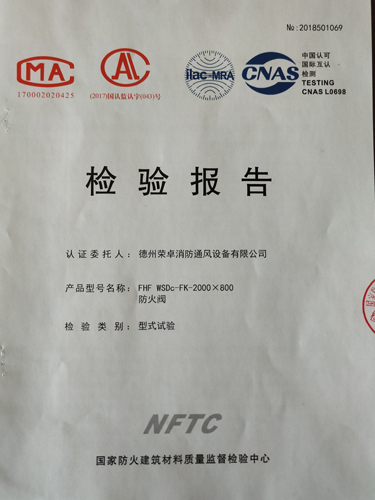 No:2018501069
MA
170002020425
AL
(2017)国认监认字(043)号
ilac-MRA
CNAS
中国认可
国际互认
检测
TESTING
CNAS L0698
检验报告
认证委托人：德州荣卓消防通风设备有限公司
产品型号名称：FHF WSDc-FK-2000×800
防火阀
检验类别：型式试验
NFTC
国家防火建筑材料质量监督检验中心